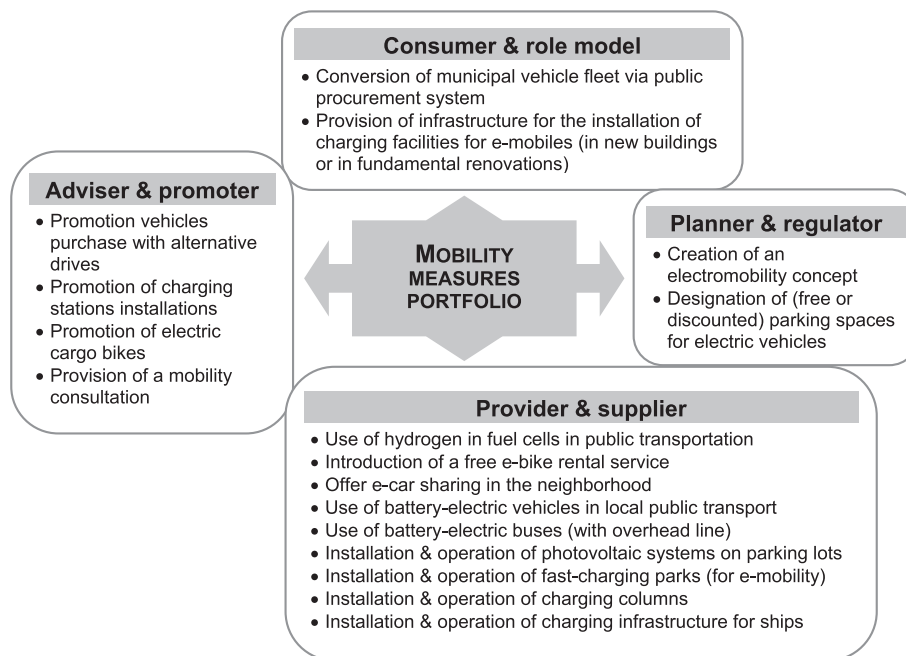 Consumer & role model
• Conversion of municipal vehicle fleet via public
procurement system
• Provision of infrastructure for the installation of
charging facilities for e-mobiles (in new buildings
or in fundamental renovations)
Adviser & promoter
• Promotion vehicles
purchase with alternative
drives
• Promotion of charging
stations installations
• Promotion of electric
cargo bikes
• Provision of a mobility
consultation
MOBILITY
MEASURES
PORTFOLIO
Planner & regulator
• Creation of an
electromobility concept
• Designation of (free or
discounted) parking spaces
for electric vehicles
Provider & supplier
• Use of hydrogen in fuel cells in public transportation
• Introduction of a free e-bike rental service
• Offer e-car sharing in the neighborhood
• Use of battery-electric vehicles in local public transport
• Use of battery-electric buses (with overhead line)
• Installation & operation of photovoltaic systems on parking lots
• Installation & operation of fast-charging parks (for e-mobility)
• Installation & operation of charging columns
• Installation & operation of charging infrastructure for ships